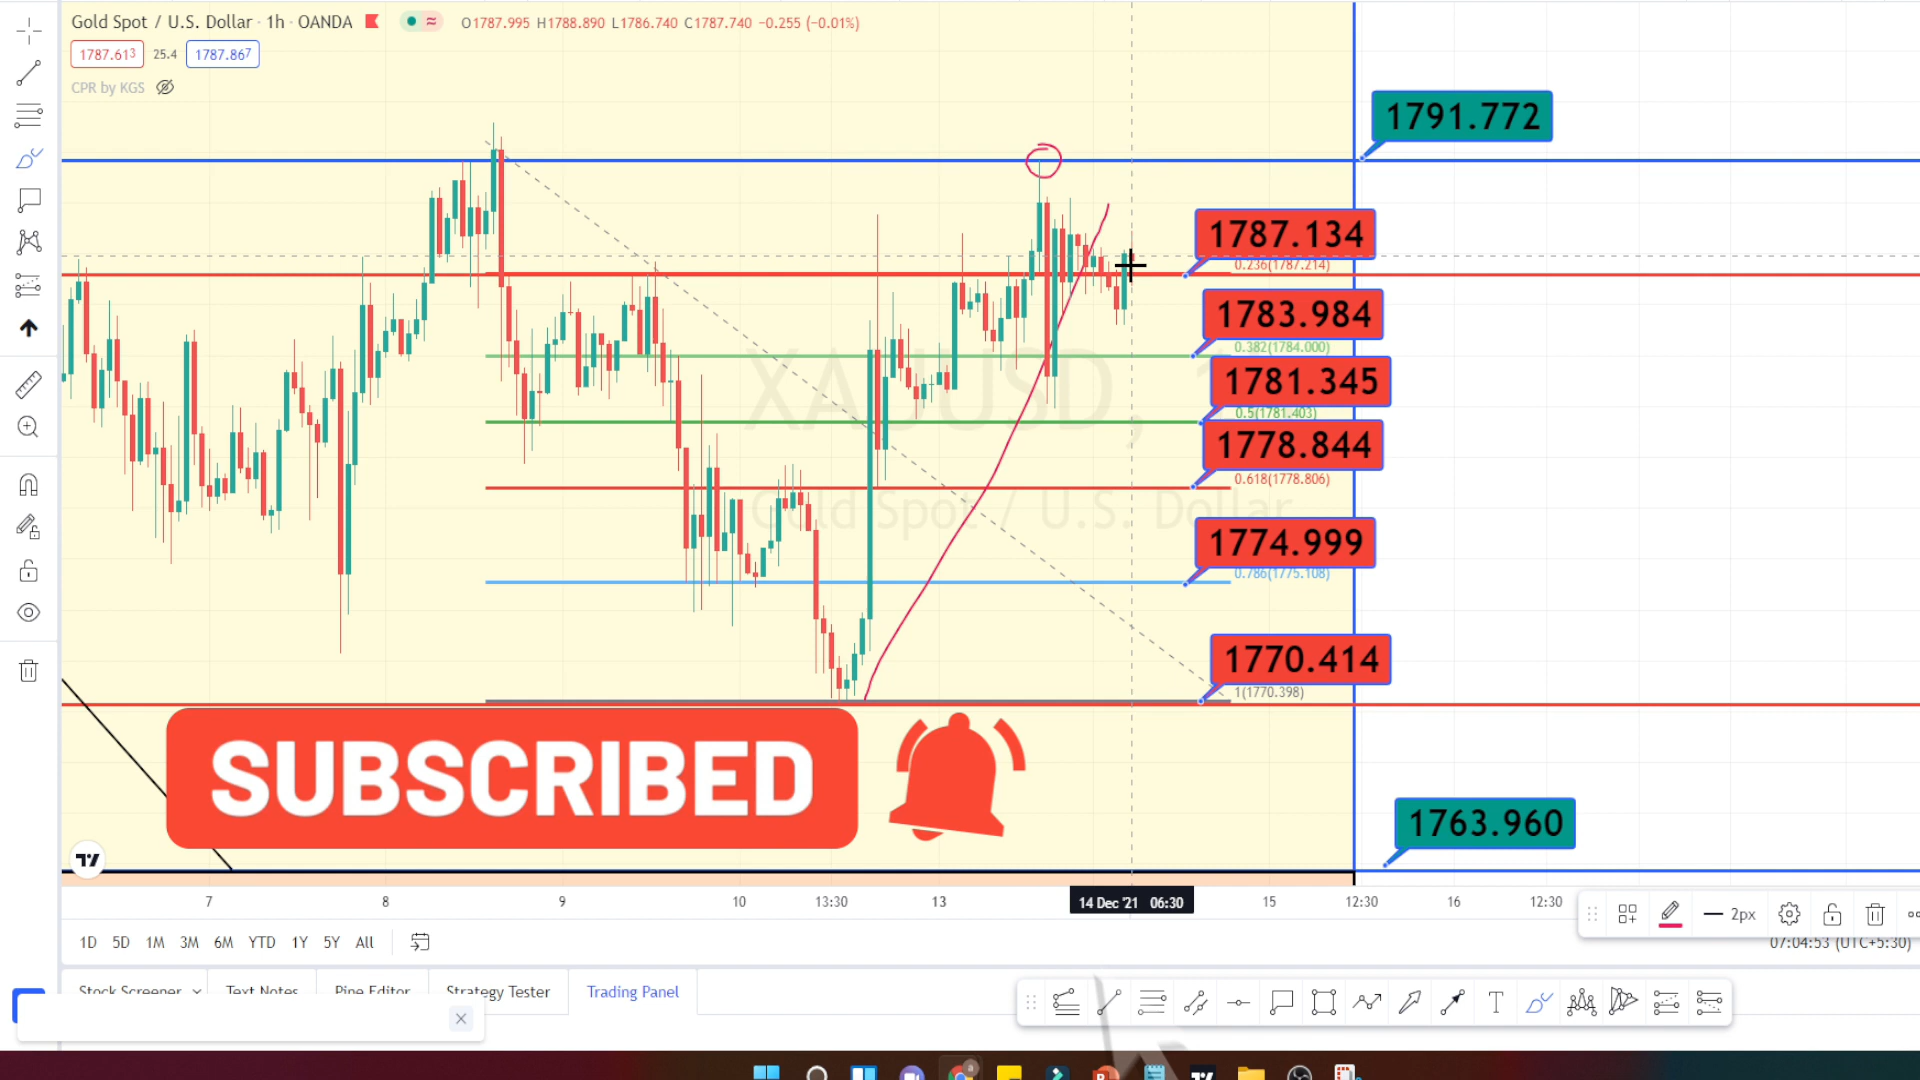 Gold Spot / U.S. Dollar · 1h · OANDA
O1787.995 H1788.890 L1786.740 C1787.740 −0.255 (−0.01%)
1787.613 25.4 1787.867
CPR by KGS
1791.772
1787.134
0.236(1787.214)
1783.984
0.382(1784.000)
1781.345
0.5(1781.403)
1778.844
0.618(1778.806)
XAUUSD, 1
Gold Spot / U.S. Dollar
1774.999
0.786(1775.108)
1770.414
1(1770.398)
SUBSCRIBED
1763.960
7 8 9 10 13:30 13 14 Dec '21 06:30 15 12:30 16 12:30
2px
1D 5D 1M 3M 6M YTD 1Y 5Y All
07:04:53 (UTC+5:30)
Stock Screener Text Notes Pine Editor Strategy Tester Trading Panel